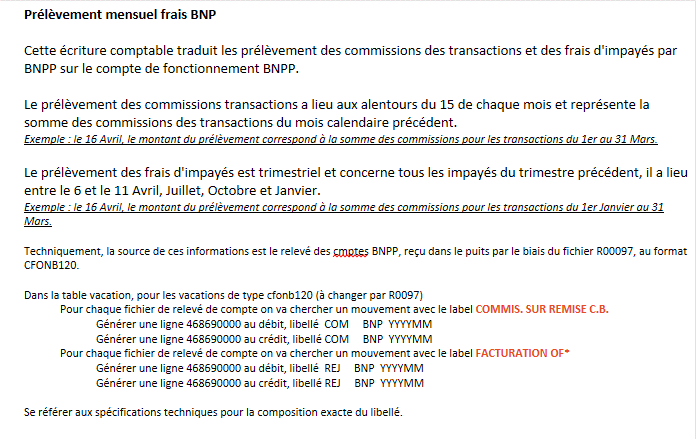 Prélèvement mensuel frais BNP
Cette écriture comptable traduit les prélèvement des commissions des transactions et des frais d'impayés par
BNPP sur le compte de fonctionnement BNPP.
Le prélèvement des commissions transactions a lieu aux alentours du 15 de chaque mois et représente la
somme des commissions des transactions du mois calendaire précédent.
Exemple : le 16 Avril, le montant du prélèvement correspond à la somme des commissions pour les transactions du 1er au 31 Mars.
Le prélèvement des frais d'impayés est trimestriel et concerne tous les impayés du trimestre précédent, il a lieu
entre le 6 et le 11 Avril, Juillet, Octobre et Janvier.
Exemple : le 16 Avril, le montant du prélèvement correspond à la somme des commissions pour les transactions du 1er Janvier au 31
Mars.
Techniquement, la source de ces informations est le relevé des cmptes BNPP, reçu dans le puits par le biais du fichier R00097, au format
CFONB120.
Dans la table vacation, pour les vacations de type cfonb120 (à changer par R0097)
Pour chaque fichier de relevé de compte on va chercher un mouvement avec le label COMMIS. SUR REMISE C.B.
Générer une ligne 468690000 au débit, libellé COM BNP YYYYMM
Générer une ligne 468690000 au crédit, libellé COM BNP YYYYMM
Pour chaque fichier de relevé de compte on va chercher un mouvement avec le label FACTURATION OF*
Générer une ligne 468690000 au débit, libellé REJ BNP YYYYMM
Générer une ligne 468690000 au crédit, libellé REJ BNP YYYYMM
Se référer aux spécifications techniques pour la composition exacte du libellé.